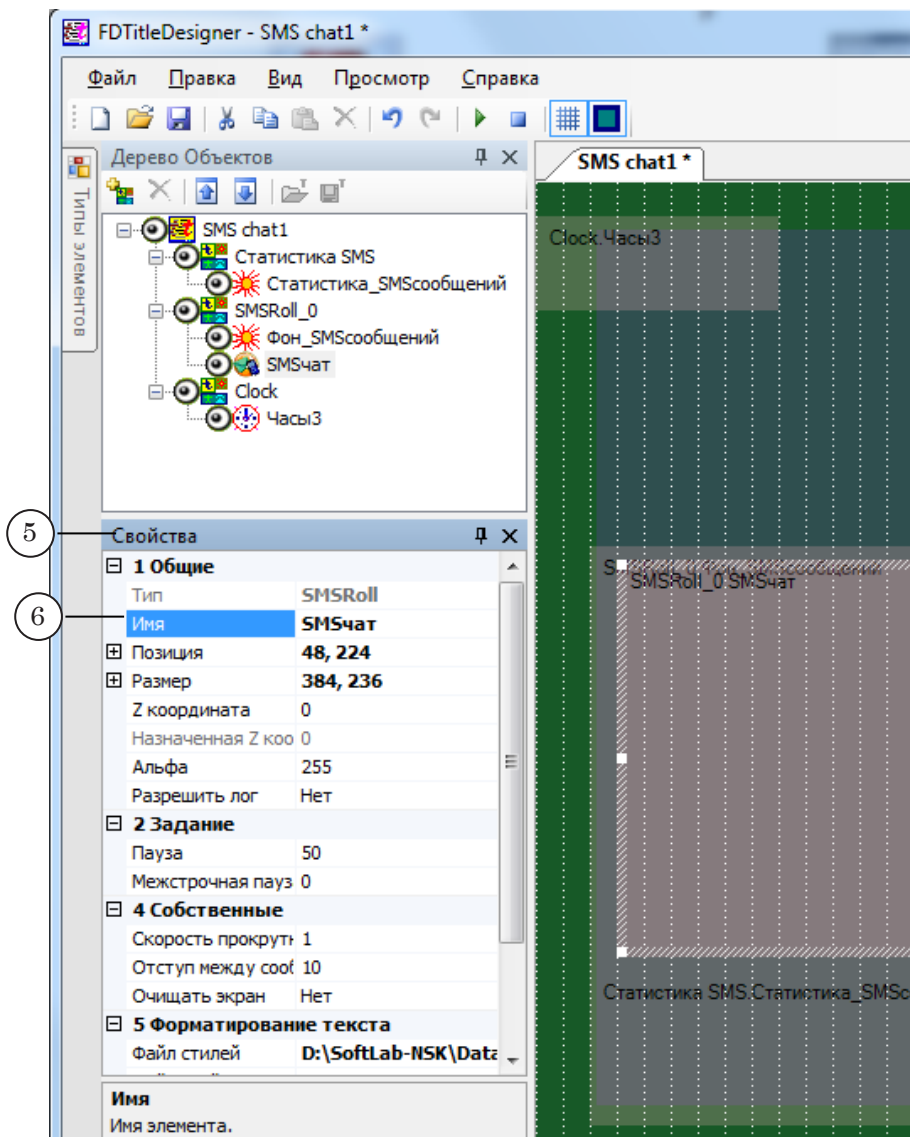 FDTitleDesigner - SMS chat1 *
Файл Правка Вид Просмотр Справка
Типы элементов
Дерево Объектов
SMS chat1
Статистика SMS
Статистика_SMSсообщений
SMSRoll_0
Фон_SMSсообщений
SMSчат
Clock
Часы3
5
Свойства
1 Общие
Тип SMSRoll
6
Имя SMSчат
Позиция 48, 224
Размер 384, 236
Z координата 0
Назначенная Z коо 0
Альфа 255
Разрешить лог Нет
2 Задание
Пауза 50
Межстрочная пауз 0
4 Собственные
Скорость прокрутк 1
Отступ между сооб 10
Очищать экран Нет
5 Форматирование текста
Файл стилей D:\SoftLab-NSK\Data
Имя
Имя элемента.
SMS chat1 *
Clock.Часы3
SMSRoll_0.SMSчат
Статистика SMS.Статистика_SMSс